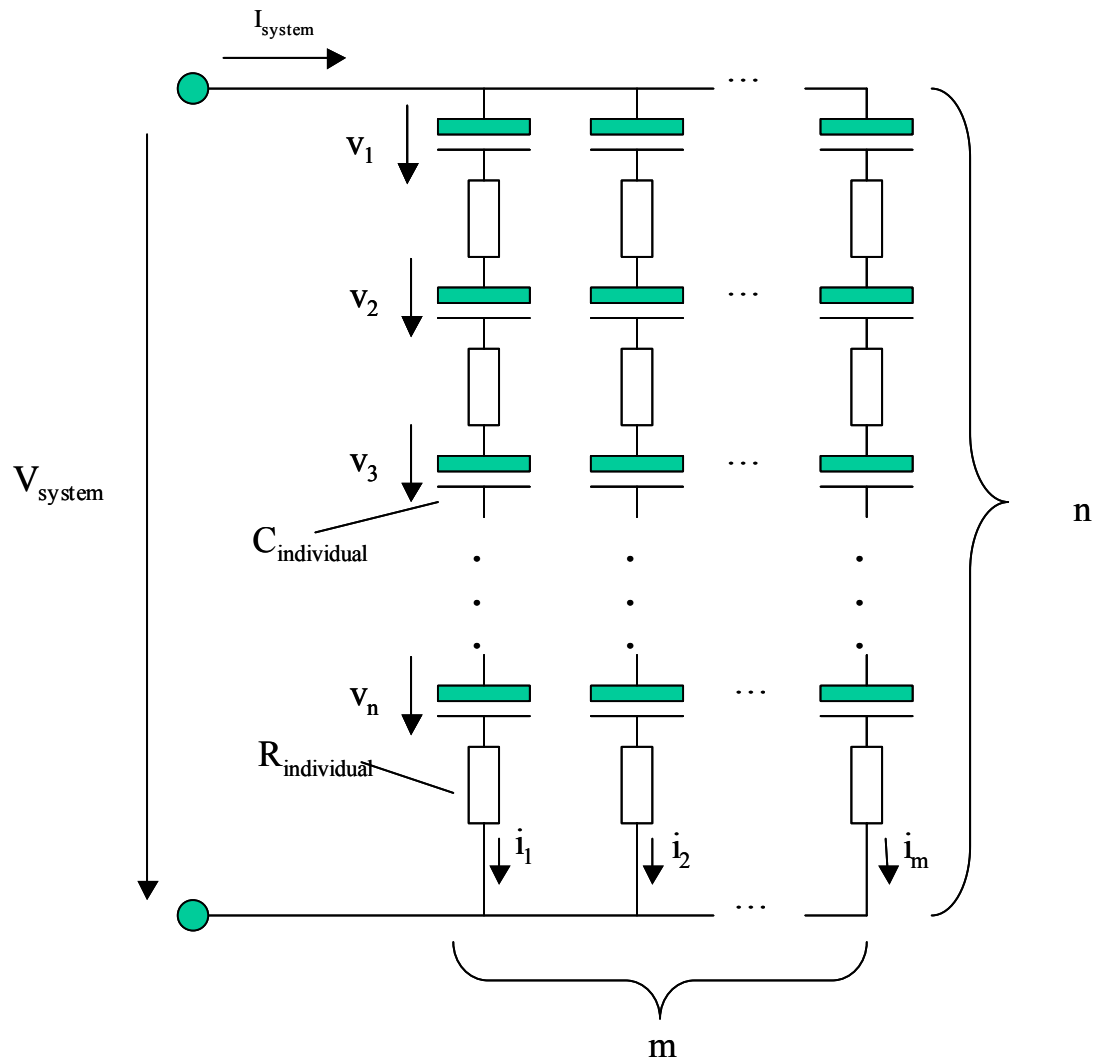 I_system
...
v_1
v_2
...
v_3
...
V_system
n
C_individual
v_n
...
R_individual
i_1
i_2
i_m
...
m